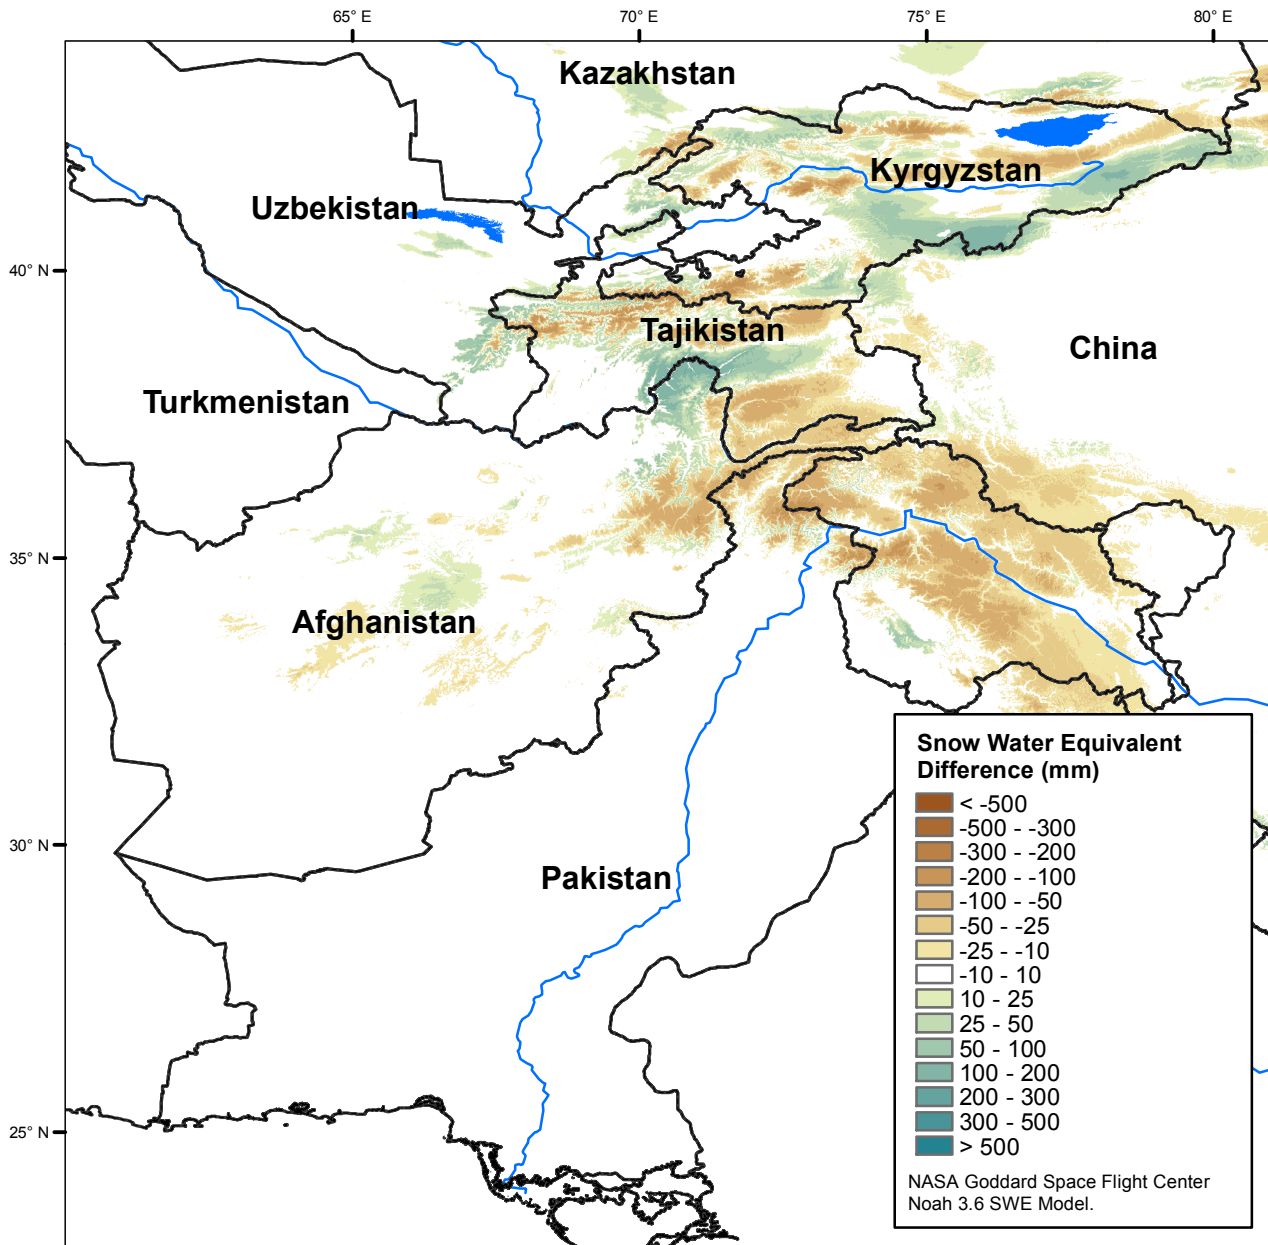 65° E
70° E
75° E
80° E
Kazakhstan
Kyrgyzstan
Uzbekistan
40° N
Tajikistan
China
Turkmenistan
35° N
Afghanistan
30° N
Pakistan
25° N
Snow Water Equivalent
Difference (mm)
< -500
-500 - -300
-300 - -200
-200 - -100
-100 - -50
-50 - -25
-25 - -10
-10 - 10
10 - 25
25 - 50
50 - 100
100 - 200
200 - 300
300 - 500
> 500
NASA Goddard Space Flight Center
Noah 3.6 SWE Model.